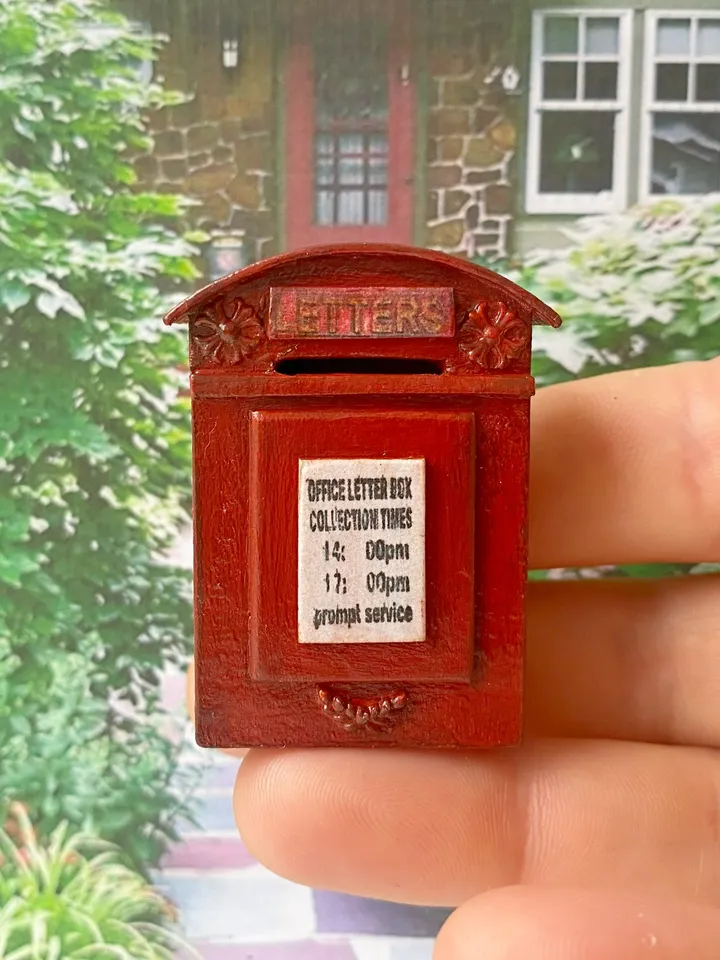 LETTERS
OFFICE LETTER BOX
COLLECTION TIMES
14: 00pm
17: 00pm
prompt service